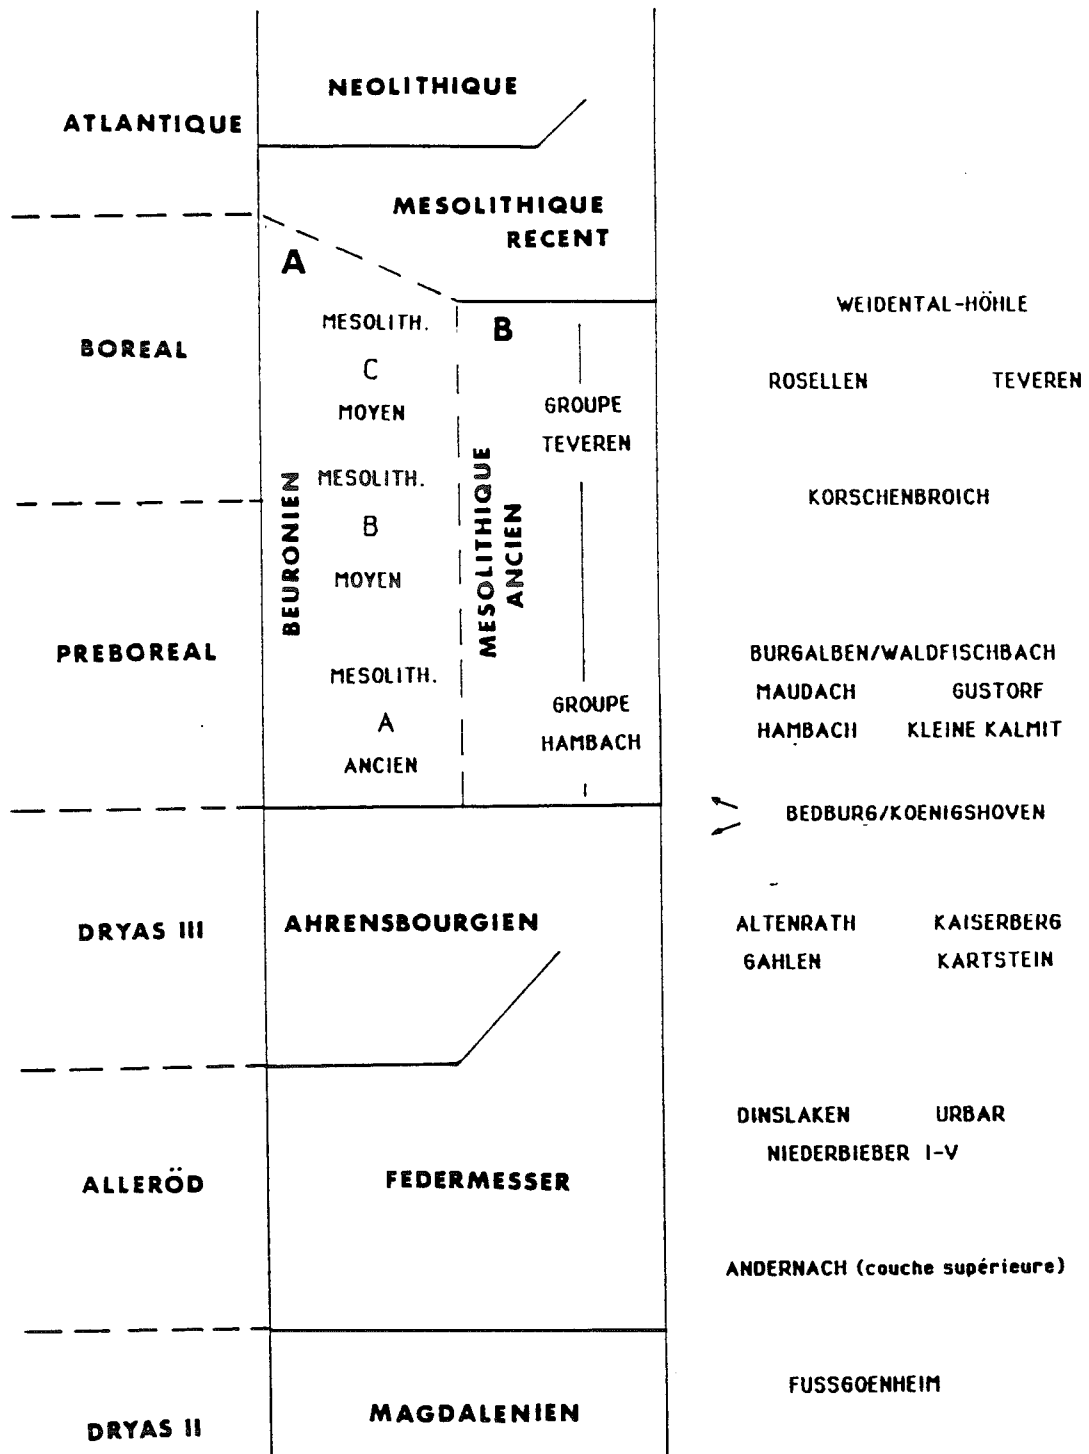 NEOLITHIQUE
ATLANTIQUE
MESOLITHIQUE
RECENT
A
B
BOREAL
MESOLITH.
C
MOYEN
GROUPE
TEVEREN
WEIDENTAL-HÖHLE
ROSELLEN TEVEREN
BEURONIEN
MESOLITH.
B
MOYEN
MESOLITHIQUE
ANCIEN
KORSCHENBROICH
PREBOREAL
MESOLITH.
A
ANCIEN
GROUPE
HAMBACH
BURGALBEN/WALDFISCHBACH
MAUDACH GUSTORF
HAMBACH KLEINE KALMIT
BEDBURG/KOENIGSHOVEN
DRYAS III
AHRENSBOURGIEN
ALTENRATH KAISERBERG
GAHLEN KARTSTEIN
ALLERÖD
FEDERMESSER
DINSLAKEN URBAR
NIEDERBIEBER I-V
ANDERNACH (couche supérieure)
DRYAS II
MAGDALENIEN
FUSSGOENHEIM